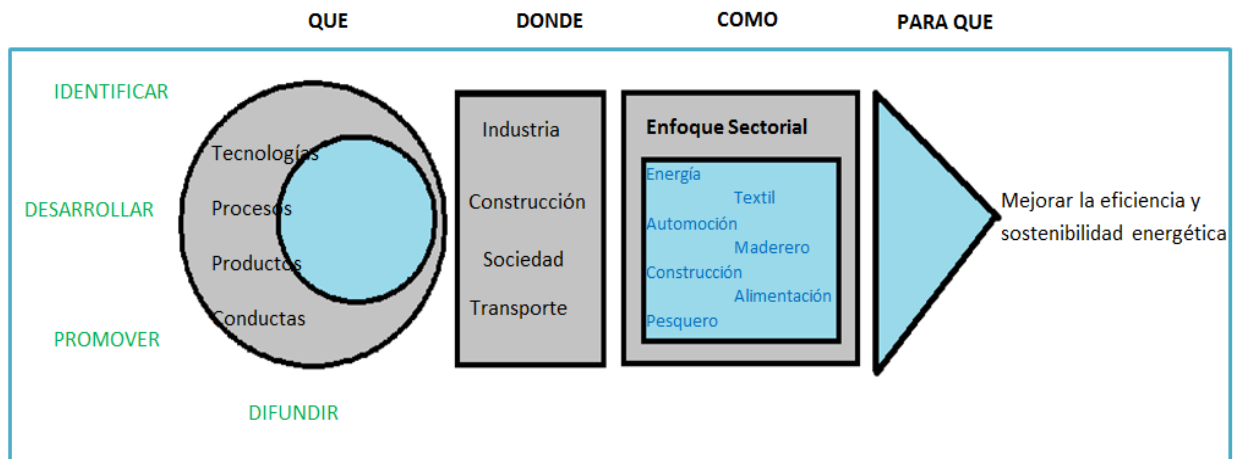 QUE
DONDE
COMO
PARA QUE
IDENTIFICAR
DESARROLLAR
PROMOVER
DIFUNDIR
Tecnologías
Procesos
Productos
Conductas
Industria
Construcción
Sociedad
Transporte
Enfoque Sectorial
Energía
Textil
Automoción
Maderero
Construcción
Alimentación
Pesquero
Mejorar la eficiencia y
sostenibilidad energética